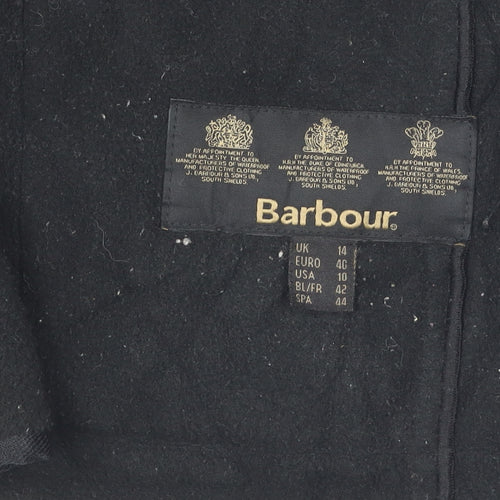 BY APPOINTMENT TO
HER MAJESTY THE QUEEN
MANUFACTURERS OF WATERPROOF
AND PROTECTIVE CLOTHING
J. BARBOUR & SONS LTD,
SOUTH SHIELDS.
BY APPOINTMENT TO
H.R.H. THE DUKE OF EDINBURGH
MANUFACTURERS OF WATERPROOF
AND PROTECTIVE CLOTHING
J. BARBOUR & SONS LTD,
SOUTH SHIELDS.
BY APPOINTMENT TO
H.R.H. THE PRINCE OF WALES
MANUFACTURERS OF WATERPROOF
AND PROTECTIVE CLOTHING
J. BARBOUR & SONS LTD,
SOUTH SHIELDS.
Barbour®
UK 14
EURO 40
USA 10
BL/FR 42
SPA 44